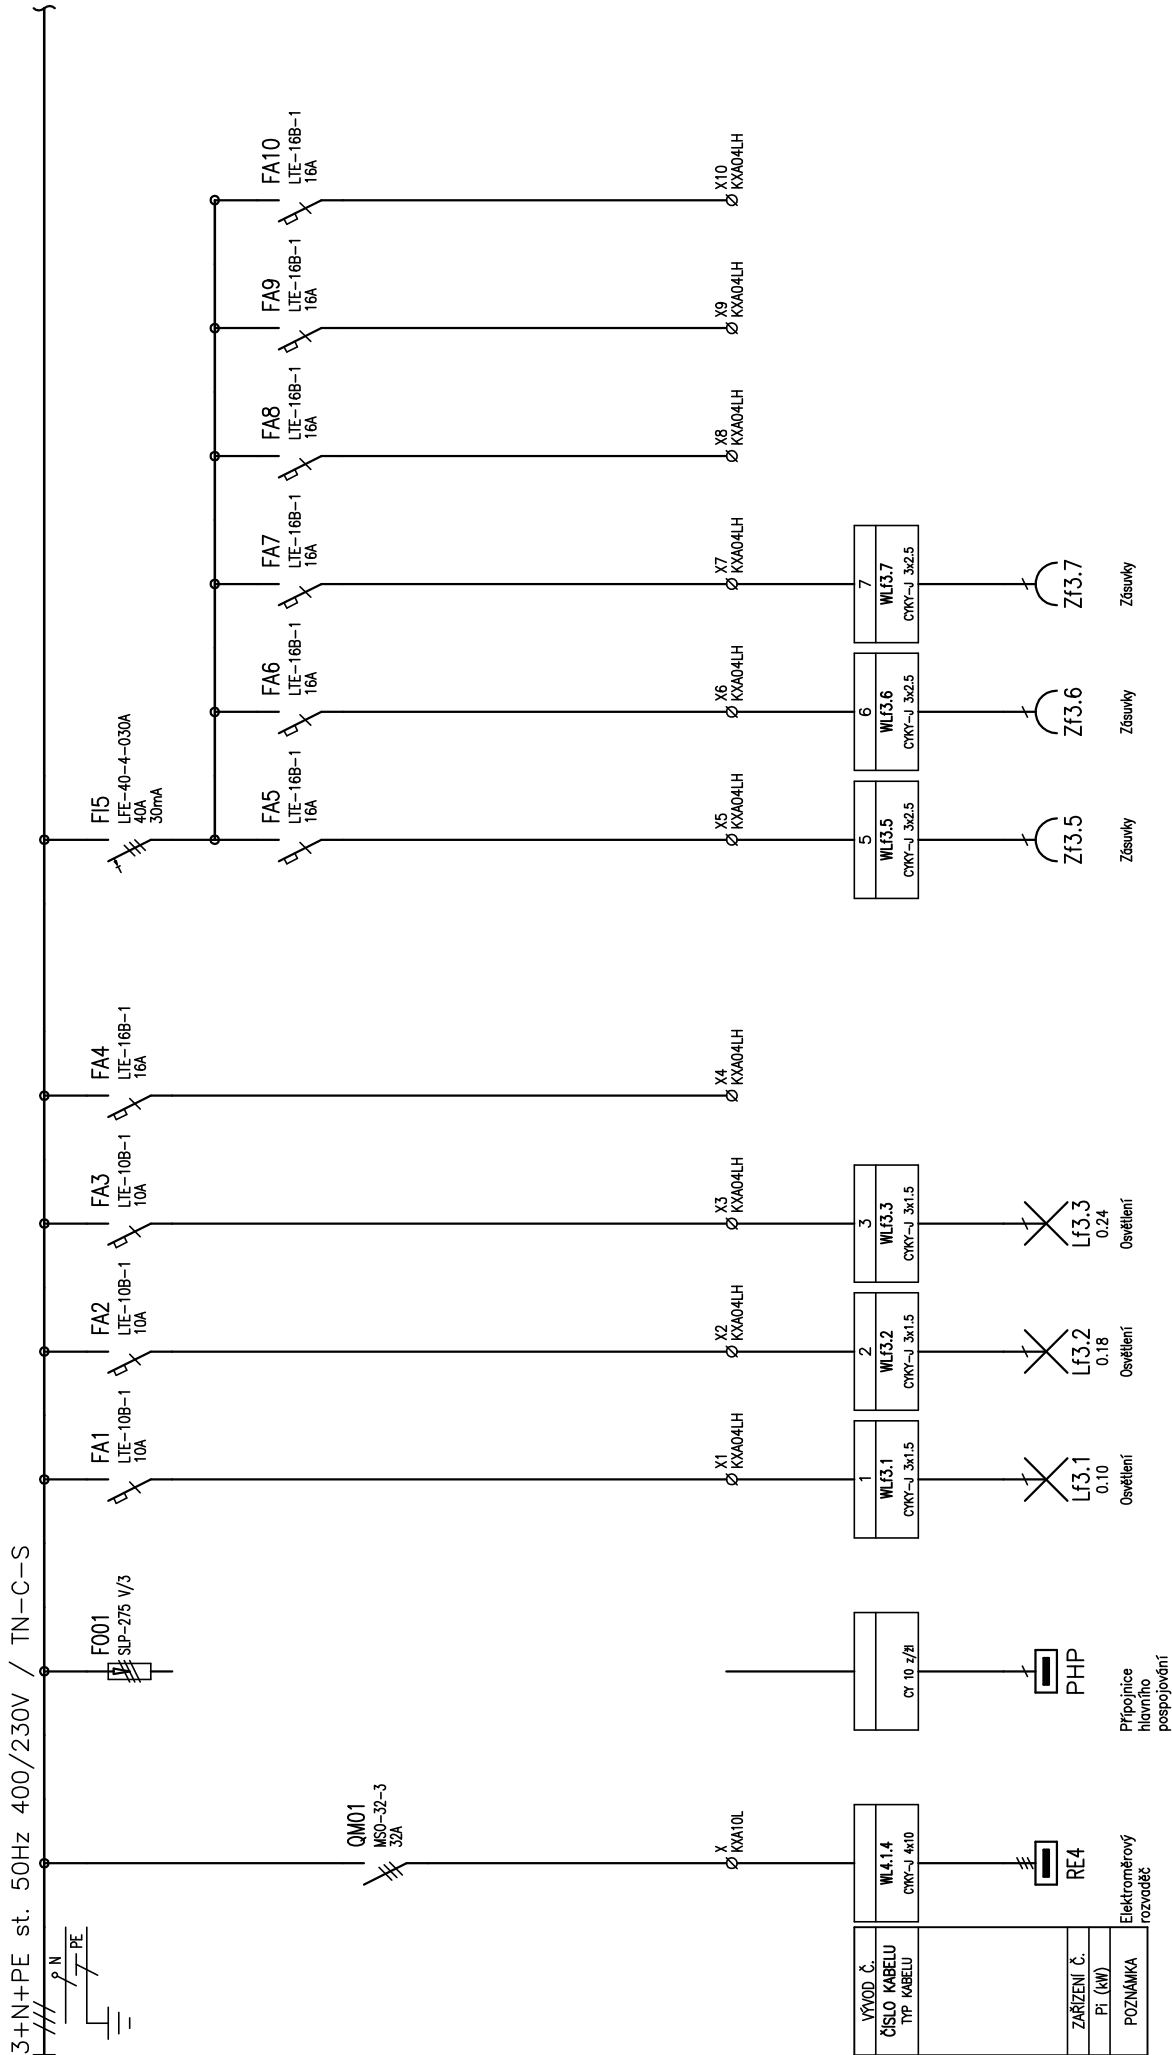 3+N+PE st. 50Hz 400/230V / TN-C-S
N
PE
QM01
MSO-32-3
32A
X
KXA10L
WL4.1.4
CYKY-J 4x10
RE4
Elektroměrový
rozvaděč
F001
SLP-275 V/3
CY 10 z/žl
PHP
Přípojnice
hlavního
pospojování
FA1
LTE-10B-1
10A
X1
KXA04LH
1
WLf3.1
CYKY-J 3x1.5
Lf3.1
0.10
Osvětlení
FA2
LTE-10B-1
10A
X2
KXA04LH
2
WLf3.2
CYKY-J 3x1.5
Lf3.2
0.18
Osvětlení
FA3
LTE-10B-1
10A
X3
KXA04LH
3
WLf3.3
CYKY-J 3x1.5
Lf3.3
0.24
Osvětlení
FA4
LTE-16B-1
16A
X4
KXA04LH
FI5
LFE-40-4-030A
40A
30mA
FA5
LTE-16B-1
16A
X5
KXA04LH
5
WLf3.5
CYKY-J 3x2.5
Zf3.5
Zásuvky
FA6
LTE-16B-1
16A
X6
KXA04LH
6
WLf3.6
CYKY-J 3x2.5
Zf3.6
Zásuvky
FA7
LTE-16B-1
16A
X7
KXA04LH
7
WLf3.7
CYKY-J 3x2.5
Zf3.7
Zásuvky
FA8
LTE-16B-1
16A
X8
KXA04LH
FA9
LTE-16B-1
16A
X9
KXA04LH
FA10
LTE-16B-1
16A
X10
KXA04LH
VÝVOD Č.
ČÍSLO KABELU
TYP KABELU
ZAŘÍZENÍ Č.
Pi (kW)
POZNÁMKA